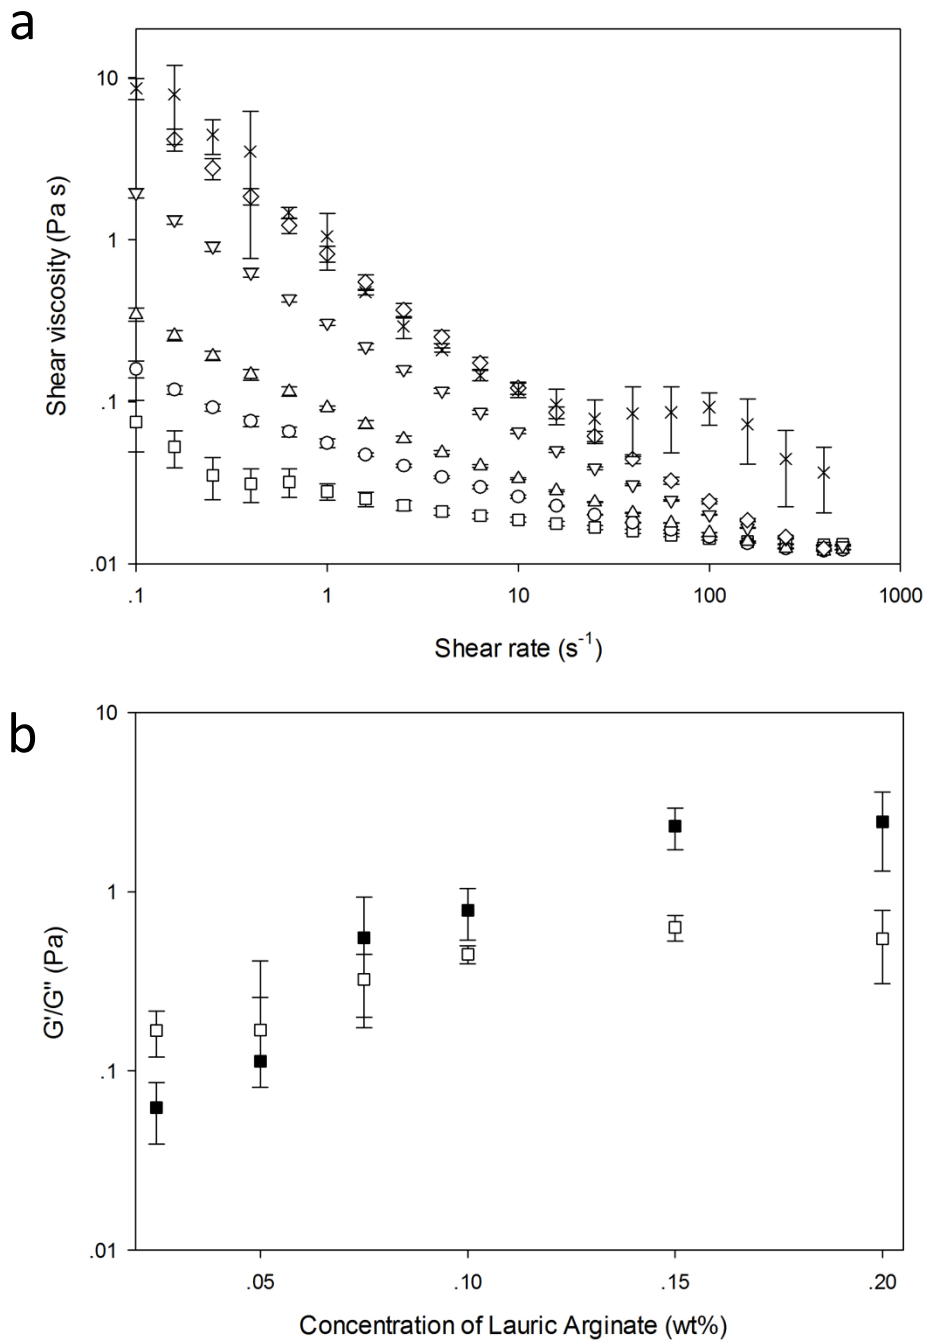 a
10
1
.1
.01
Shear viscosity (Pa s)
.1
1
10
100
1000
Shear rate (s⁻¹)
b
10
1
.1
.01
G'/G" (Pa)
.05
.10
.15
.20
Concentration of Lauric Arginate (wt%)